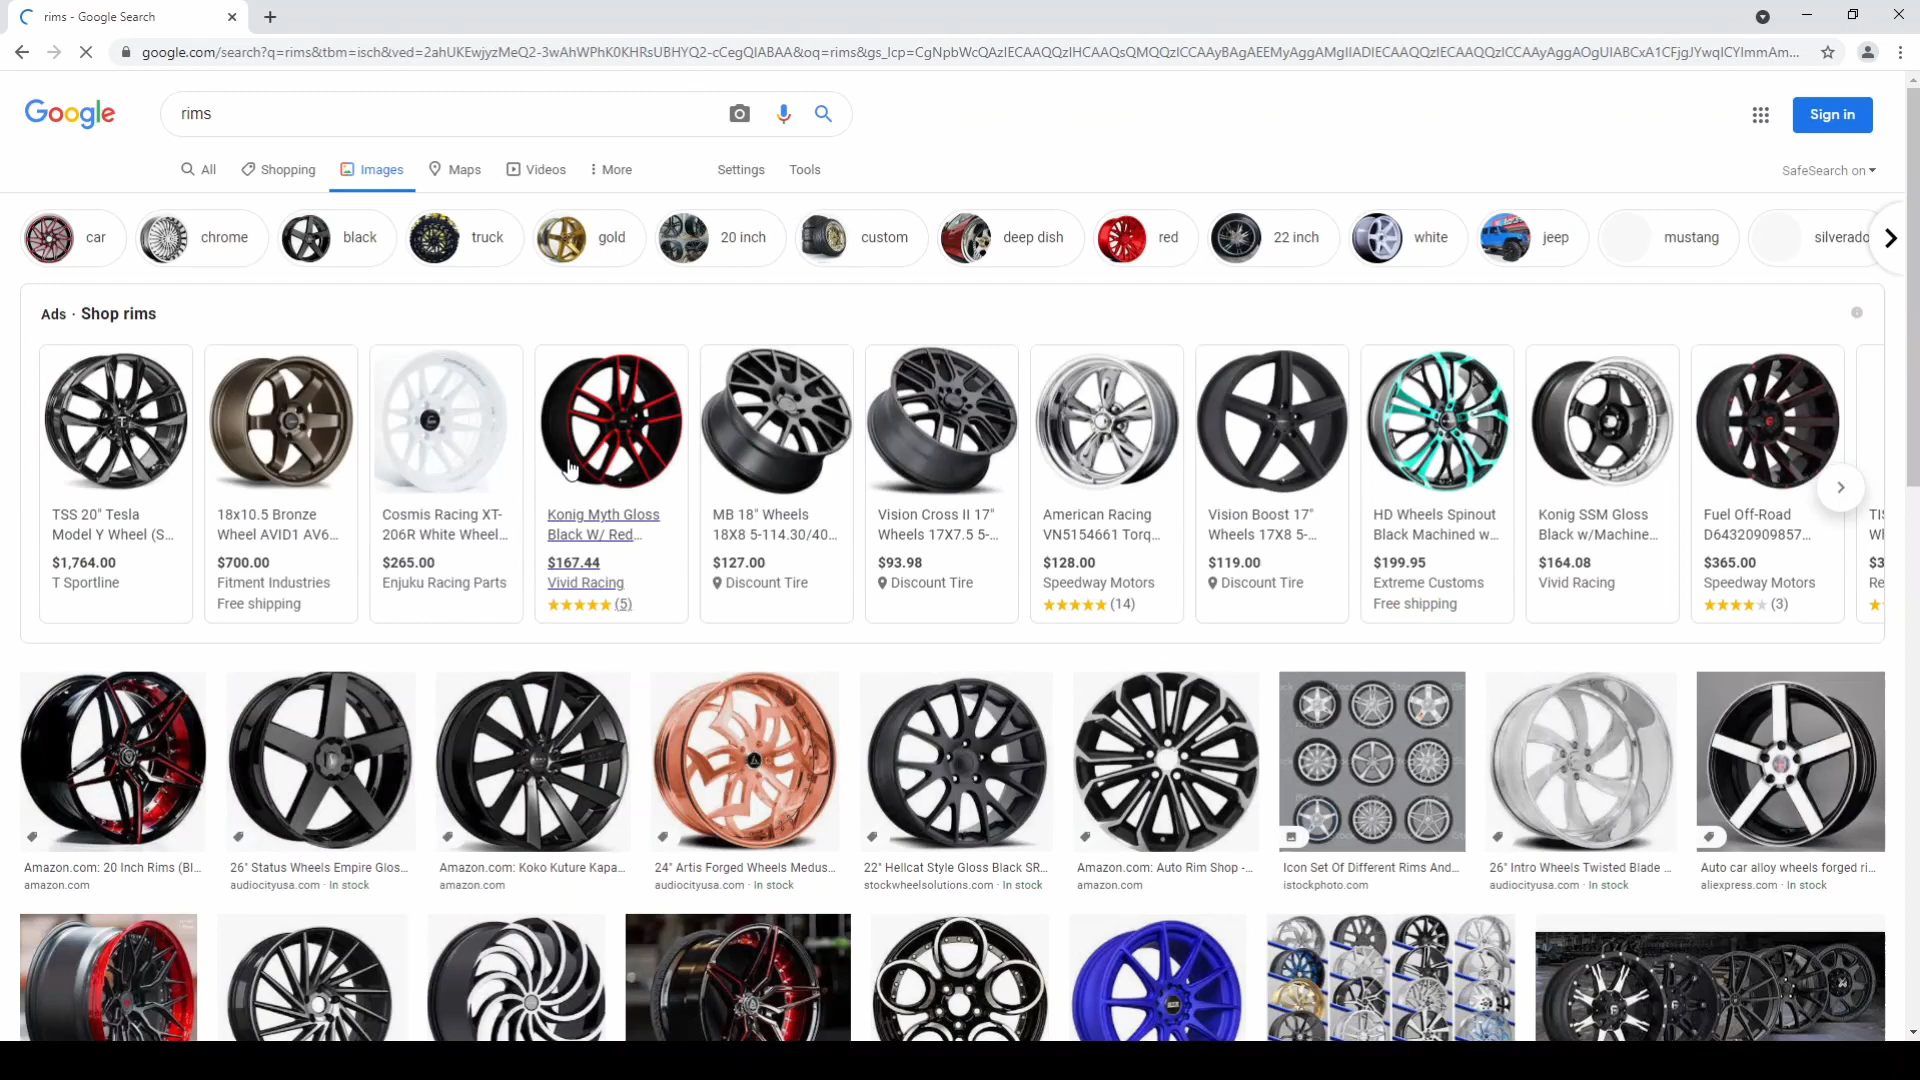 rims - Google Search
google.com/search?q=rims&tbm=isch&ved=2ahUKEwjyzMeQ2-3wAhWPhK0KHRsUBHYQ2-cCegQIABAA&oq=rims&gs_lcp=CgNpbWcQAzIECAAQQzIHCAAQsQMQQzICCAAyBAgAEEMyAggAMgIIADIECAAQQzIECAAQQzICCAAyAggAOgUIABCxA1CFjgJYwqICYImmAm...
Google
rims
Sign in
All
Shopping
Images
Maps
Videos
More
Settings
Tools
SafeSearch on
car
chrome
black
truck
gold
20 inch
custom
deep dish
red
22 inch
white
jeep
mustang
silverado
Ads · Shop rims
TSS 20" Tesla
Model Y Wheel (S...
$1,764.00
T Sportline
18x10.5 Bronze
Wheel AVID1 AV6...
$700.00
Fitment Industries
Free shipping
Cosmis Racing XT-
206R White Wheel...
$265.00
Enjuku Racing Parts
Konig Myth Gloss
Black W/ Red...
$167.44
Vivid Racing
(5)
MB 18" Wheels
18X8 5-114.30/40...
$127.00
Discount Tire
Vision Cross II 17"
Wheels 17X7.5 5-...
$93.98
Discount Tire
American Racing
VN5154661 Torq...
$128.00
Speedway Motors
(14)
Vision Boost 17"
Wheels 17X8 5-...
$119.00
Discount Tire
HD Wheels Spinout
Black Machined w...
$199.95
Extreme Customs
Free shipping
Konig SSM Gloss
Black w/Machine...
$164.08
Vivid Racing
Fuel Off-Road
D64320909857...
$365.00
Speedway Motors
(3)
TIS
$3
Re
Amazon.com: 20 Inch Rims (Bl...
amazon.com
26" Status Wheels Empire Glos...
audiocityusa.com · In stock
Amazon.com: Koko Kuture Kapa...
amazon.com
24" Artis Forged Wheels Medus...
audiocityusa.com · In stock
22" Hellcat Style Gloss Black SR...
stockwheelsolutions.com · In stock
Amazon.com: Auto Rim Shop -...
amazon.com
Icon Set Of Different Rims And...
istockphoto.com
26" Intro Wheels Twisted Blade ...
audiocityusa.com · In stock
Auto car alloy wheels forged ri...
aliexpress.com · In stock